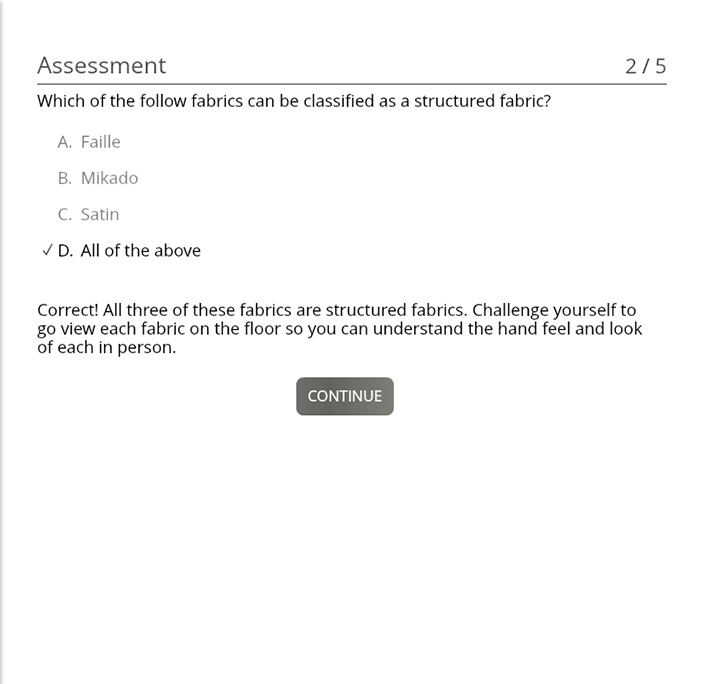 Assessment
2 / 5
Which of the follow fabrics can be classified as a structured fabric?
A. Faille
B. Mikado
C. Satin
✓ D. All of the above
Correct! All three of these fabrics are structured fabrics. Challenge yourself to
go view each fabric on the floor so you can understand the hand feel and look
of each in person.
CONTINUE